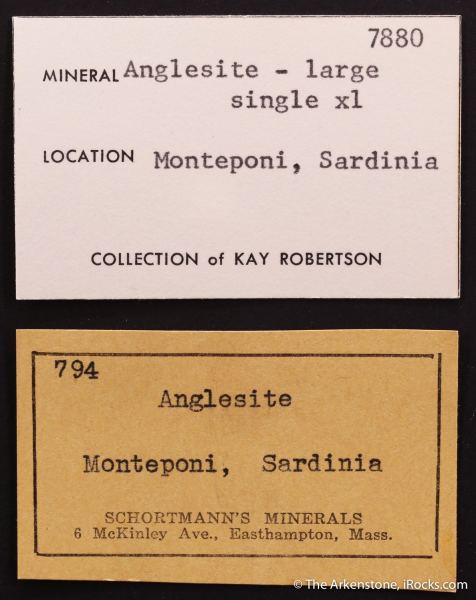 7880
MINERAL Anglesite - large
single xl
LOCATION Monteponi, Sardinia
COLLECTION of KAY ROBERTSON
794
Anglesite
Monteponi, Sardinia
SCHORTMANN'S MINERALS
6 McKinley Ave., Easthampton, Mass.
© The Arkenstone, iRocks.com